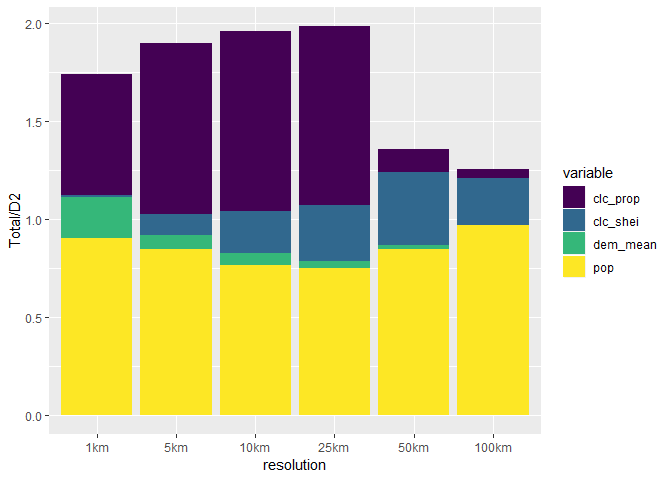 2.0
1.5
1.0
0.5
0.0
Total/D2
1km 5km 10km 25km 50km 100km
resolution
variable
clc_prop
clc_shei
dem_mean
pop